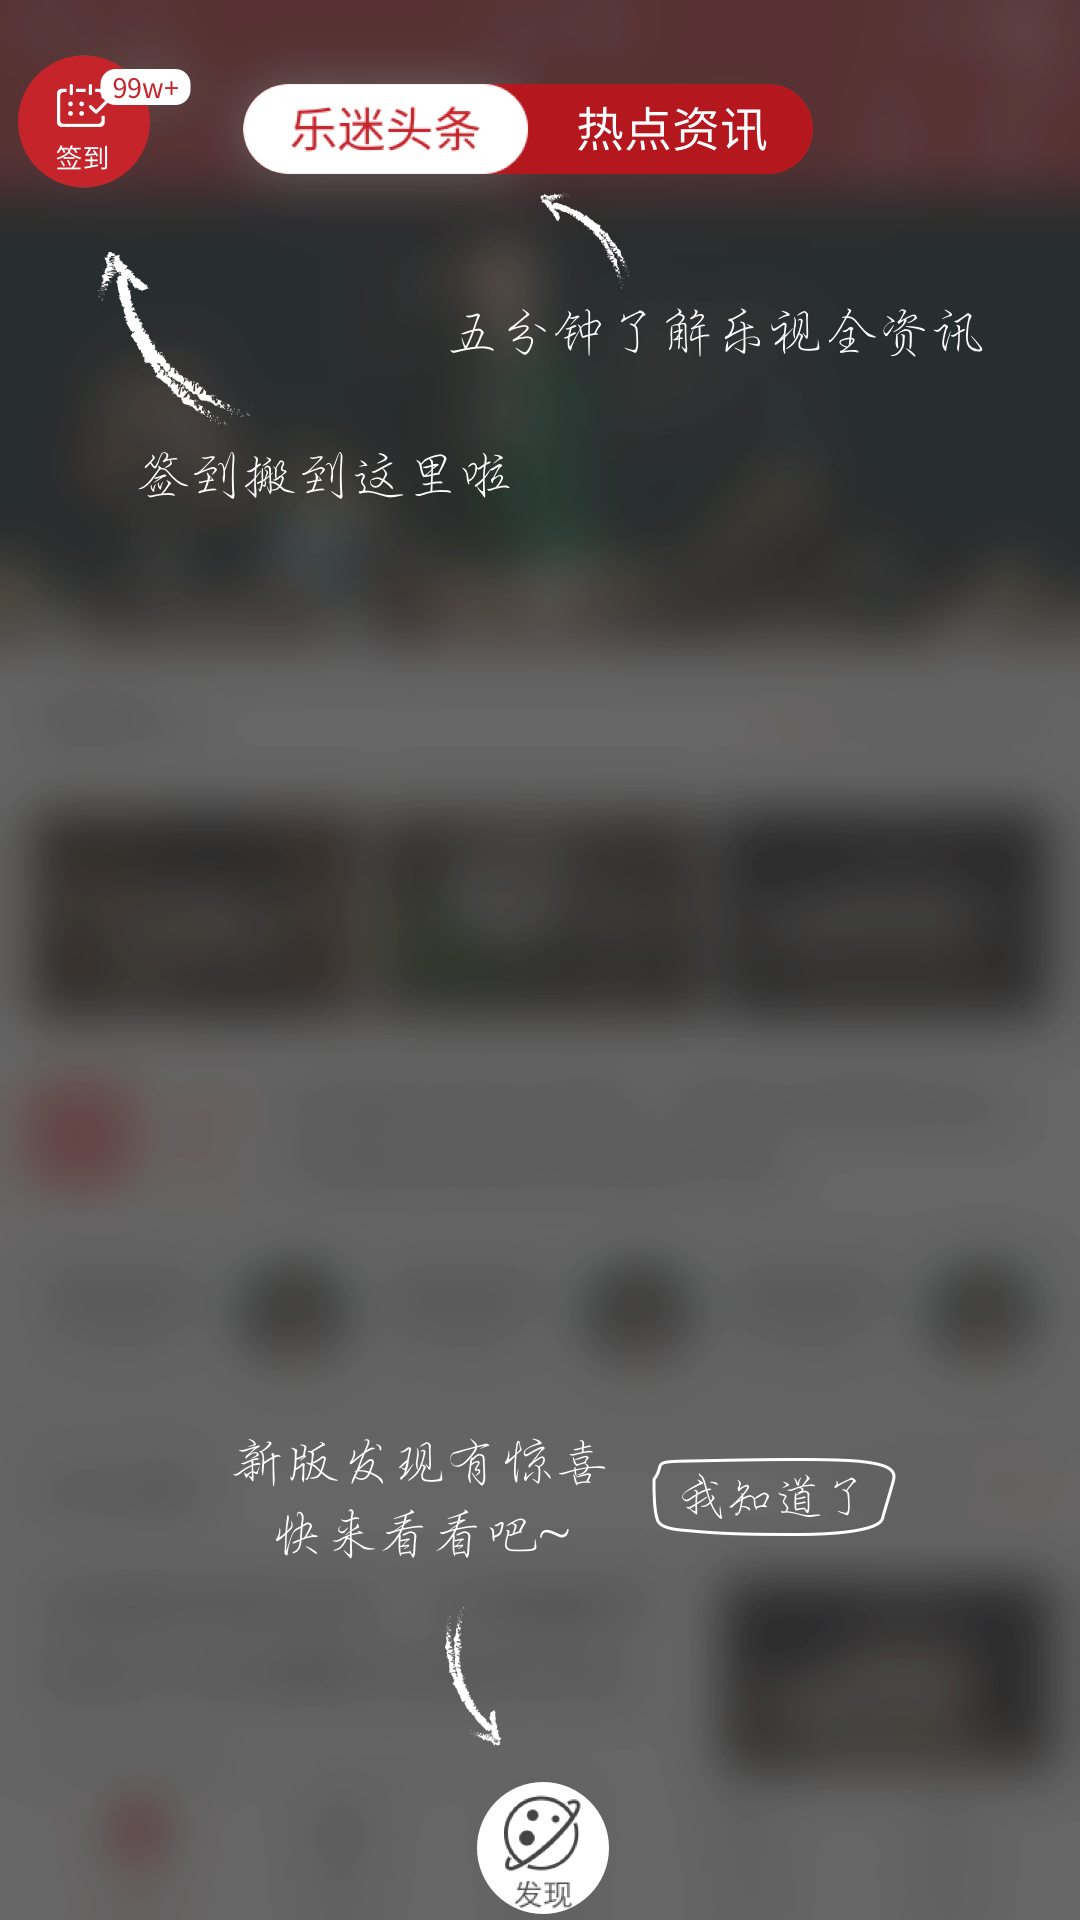 99w+
签到
乐迷头条
热点资讯
五分钟了解乐视全资讯
签到搬到这里啦
新版发现有惊喜
快来看看吧~
我知道了
发现